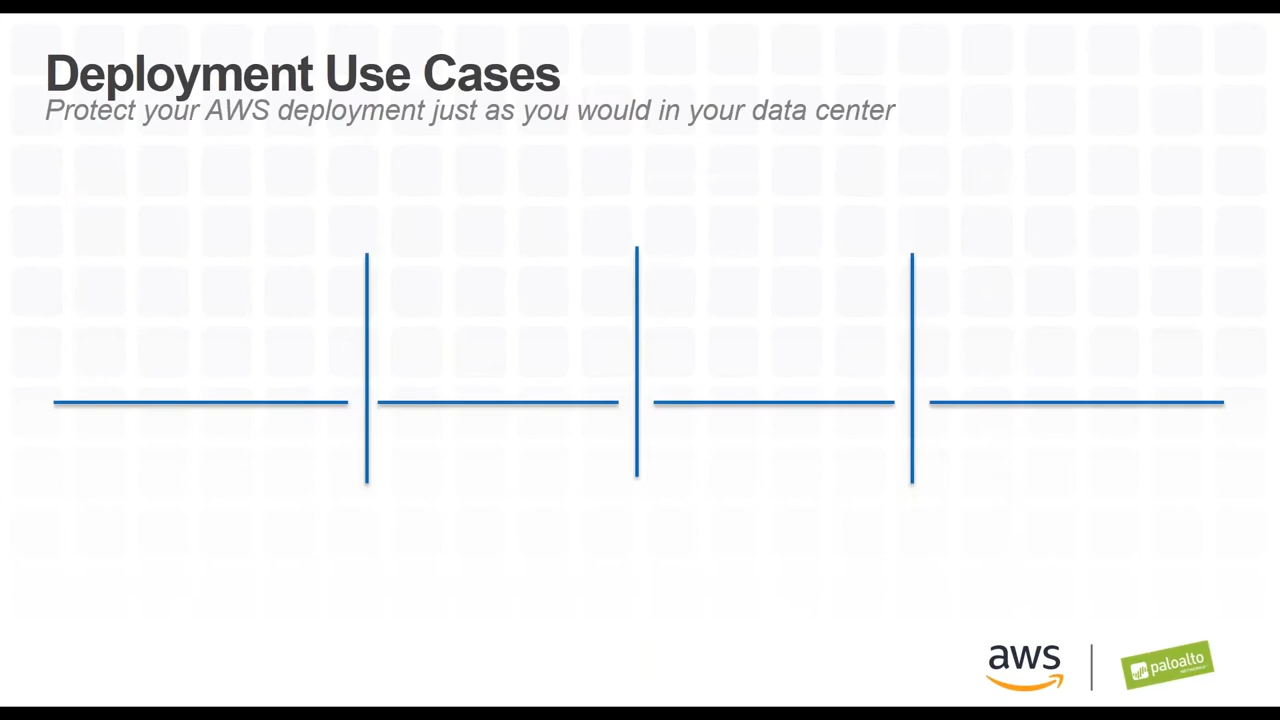 Deployment Use Cases
Protect your AWS deployment just as you would in your data center
aws
paloalto